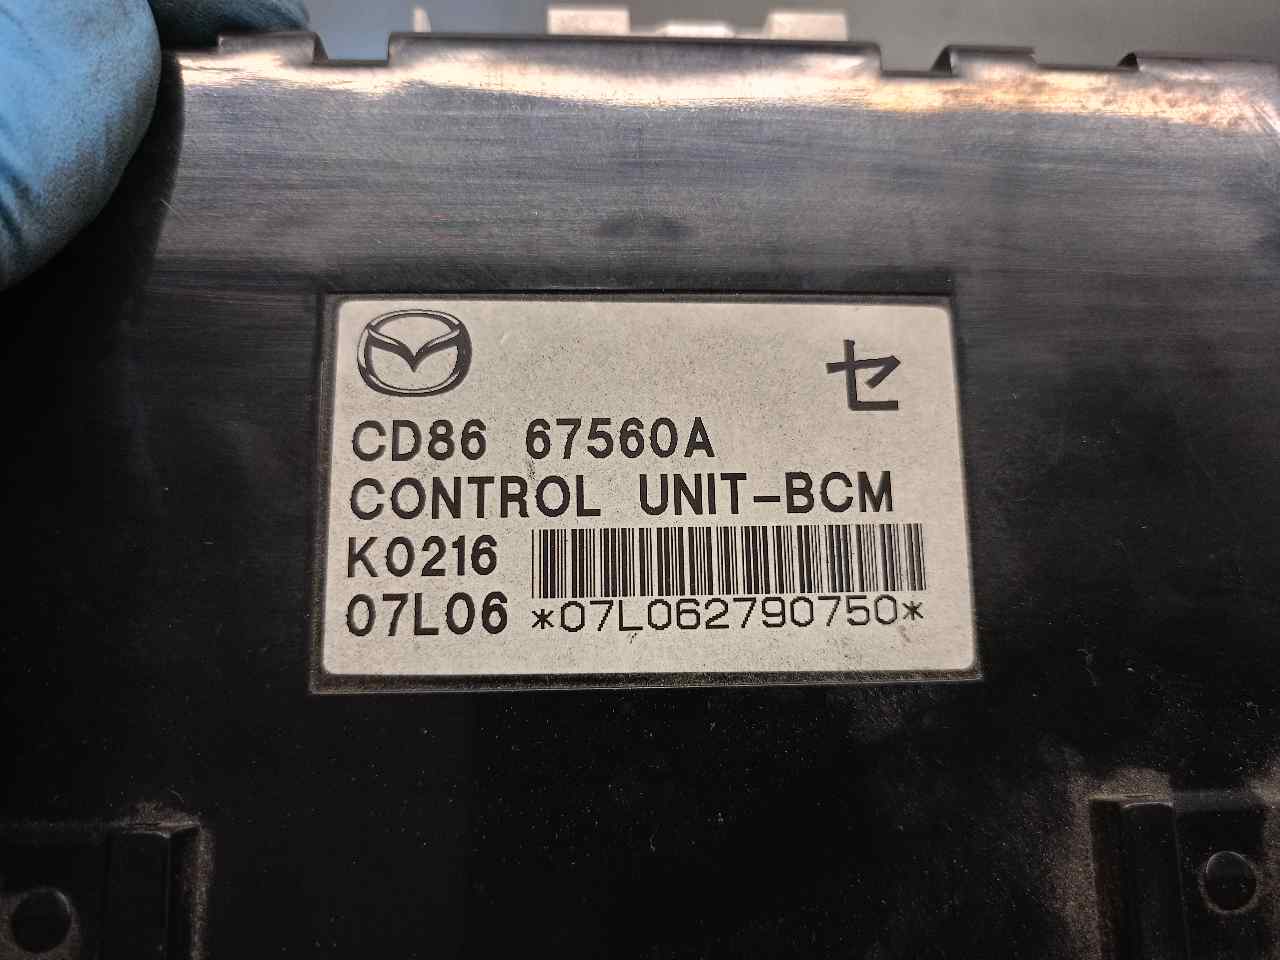 セ
CD86 67560A
CONTROL UNIT-BCM
K0216
07L06 *07L062790750*